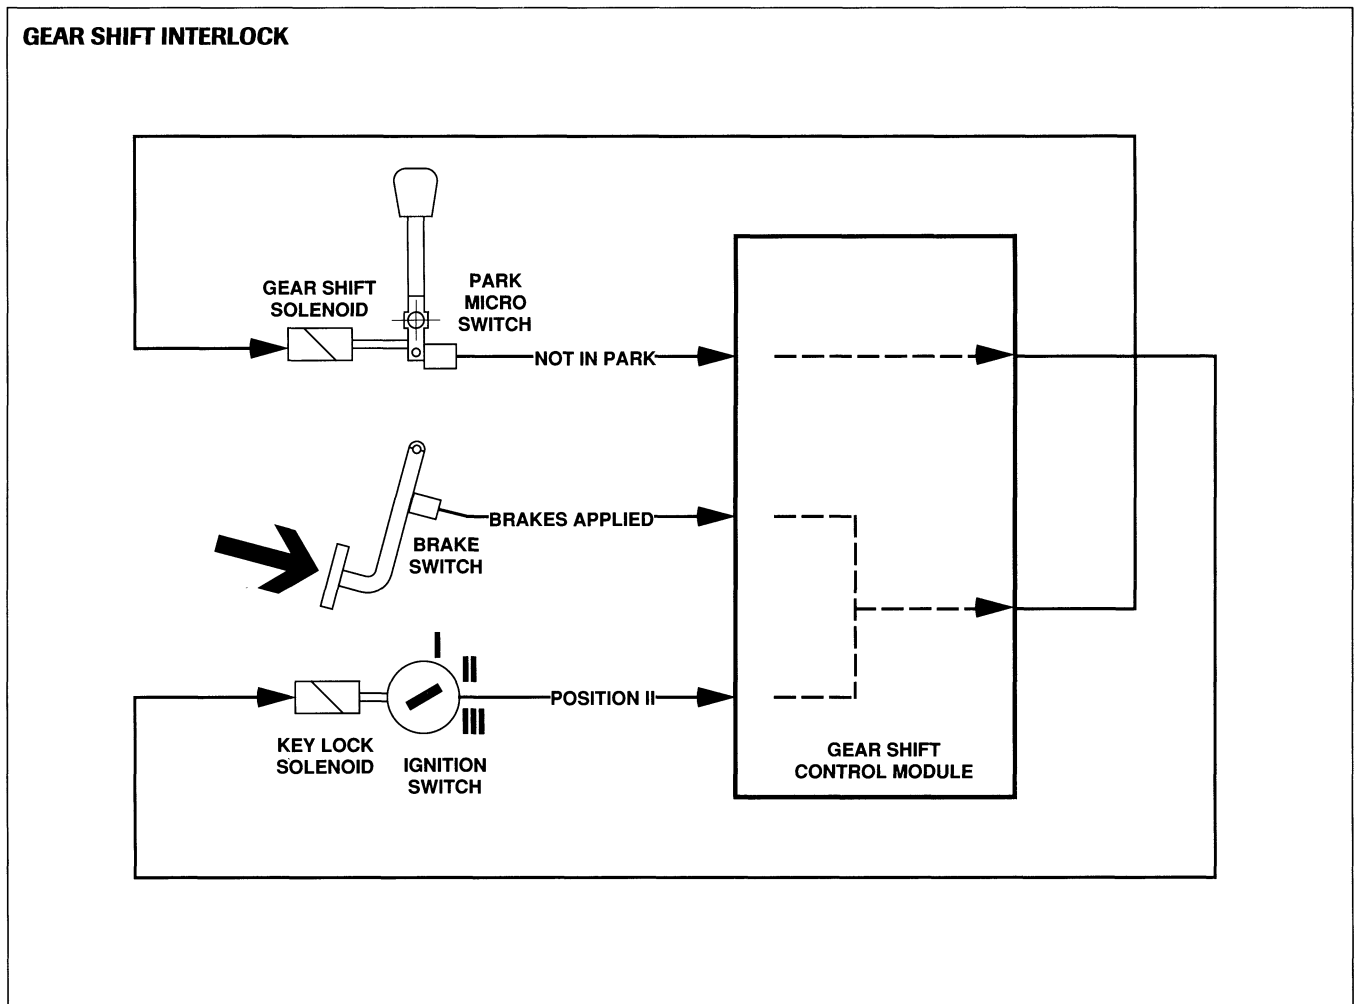 GEAR SHIFT INTERLOCK
GEAR SHIFT
SOLENOID
PARK
MICRO
SWITCH
NOT IN PARK
BRAKES APPLIED
BRAKE
SWITCH
I
II
III
POSITION II
KEY LOCK
SOLENOID
IGNITION
SWITCH
GEAR SHIFT
CONTROL MODULE